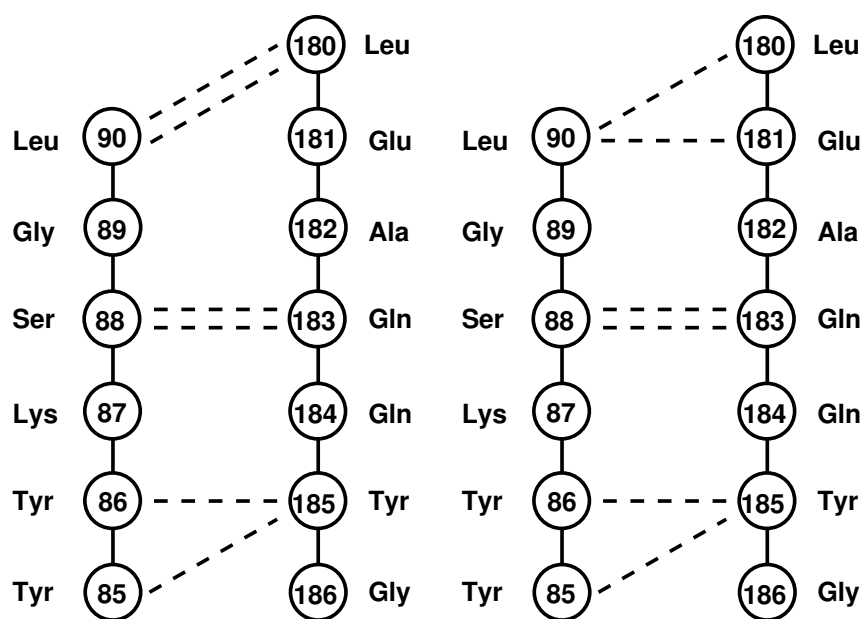 180 Leu 180 Leu
Leu 90 181 Glu Leu 90 181 Glu
Gly 89 182 Ala Gly 89 182 Ala
Ser 88 183 Gln Ser 88 183 Gln
Lys 87 184 Gln Lys 87 184 Gln
Tyr 86 185 Tyr Tyr 86 185 Tyr
Tyr 85 186 Gly Tyr 85 186 Gly